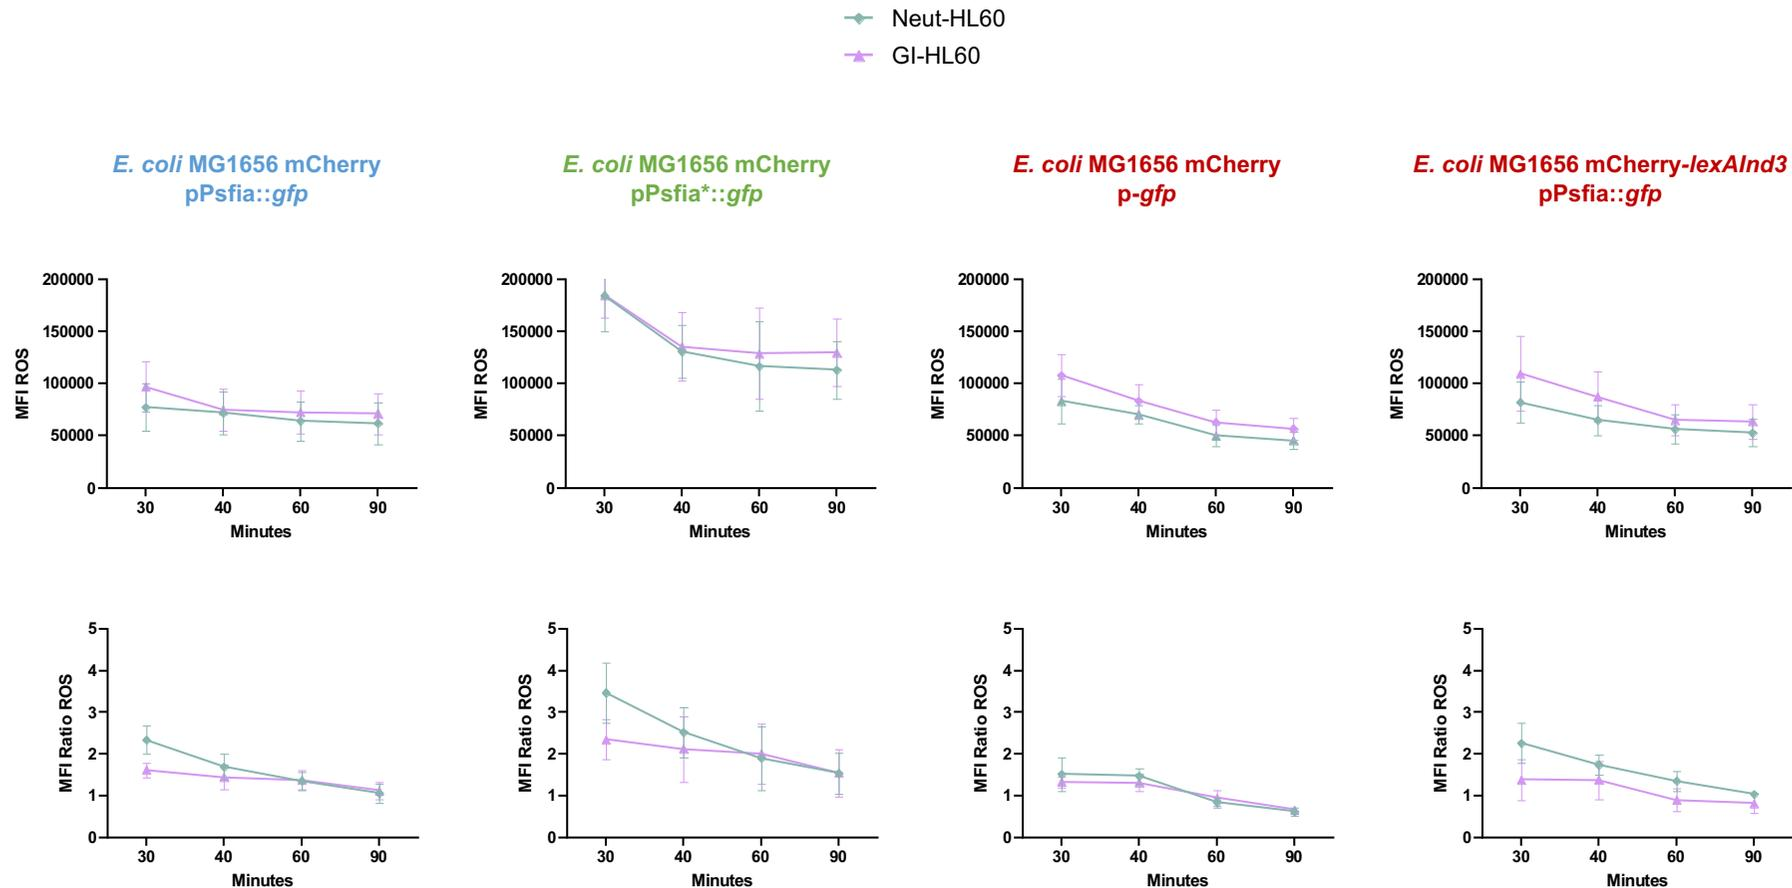 Neut-HL60
GI-HL60
E. coli MG1656 mCherry
pPsfia::gfp
E. coli MG1656 mCherry
pPsfia*::gfp
E. coli MG1656 mCherry
p-gfp
E. coli MG1656 mCherry-lexAInd3
pPsfia::gfp
MFI ROS
200000
150000
100000
50000
0
30 40 60 90
Minutes
MFI ROS
200000
150000
100000
50000
0
30 40 60 90
Minutes
MFI ROS
200000
150000
100000
50000
0
30 40 60 90
Minutes
MFI ROS
200000
150000
100000
50000
0
30 40 60 90
Minutes
MFI Ratio ROS
5
4
3
2
1
0
30 40 60 90
Minutes
MFI Ratio ROS
5
4
3
2
1
0
30 40 60 90
Minutes
MFI Ratio ROS
5
4
3
2
1
0
30 40 60 90
Minutes
MFI Ratio ROS
5
4
3
2
1
0
30 40 60 90
Minutes